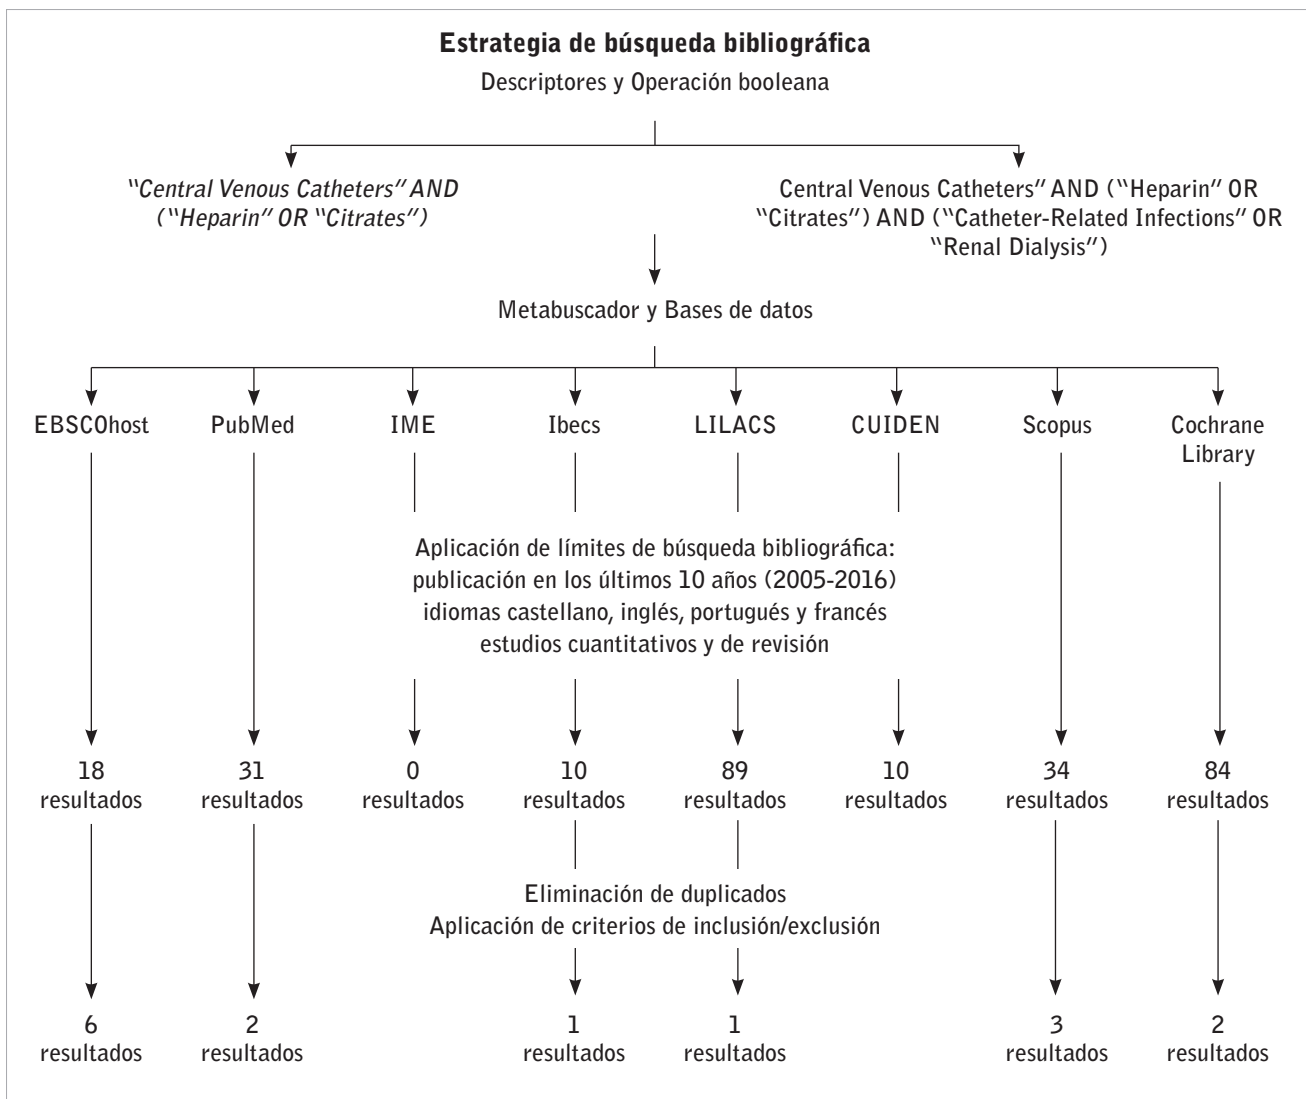 Estrategia de búsqueda bibliográfica
Descriptores y Operación booleana
“Central Venous Catheters” AND
(“Heparin” OR “Citrates”)
Central Venous Catheters” AND (“Heparin” OR
“Citrates”) AND (“Catheter-Related Infections” OR
“Renal Dialysis”)
Metabuscador y Bases de datos
EBSCOhost
PubMed
IME
Ibecs
LILACS
CUIDEN
Scopus
Cochrane
Library
Aplicación de límites de búsqueda bibliográfica:
publicación en los últimos 10 años (2005-2016)
idiomas castellano, inglés, portugués y francés
estudios cuantitativos y de revisión
18
resultados
31
resultados
0
resultados
10
resultados
89
resultados
10
resultados
34
resultados
84
resultados
Eliminación de duplicados
Aplicación de criterios de inclusión/exclusión
6
resultados
2
resultados
1
resultados
1
resultados
3
resultados
2
resultados